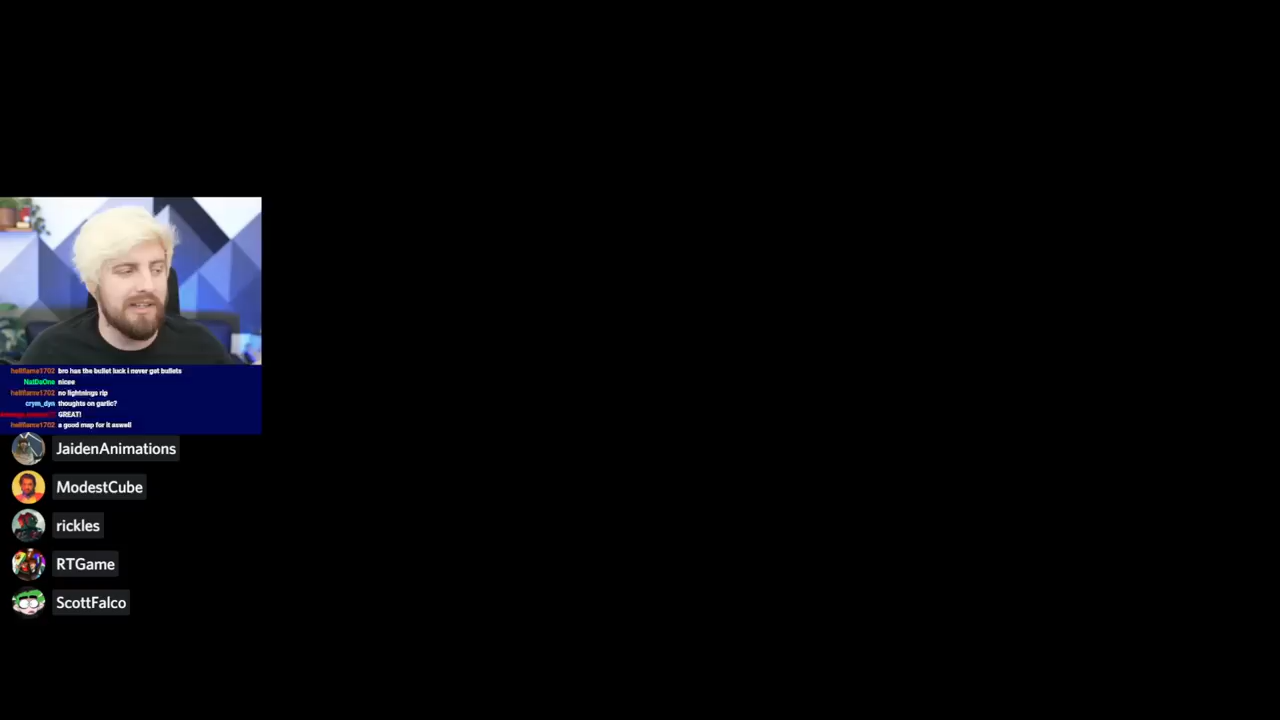 hellflame1702 bro has the bullet luck i never get bullets
NatDaOne nicee
hellflame1702 no lightnings rip
crym_dyn thoughts on garlic?
GREAT!
hellflame1702 a good map for it aswell
JaidenAnimations
ModestCube
rickles
RTGame
ScottFalco